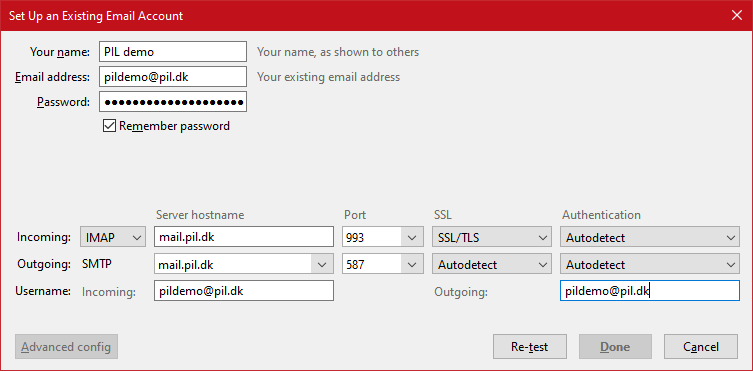 Set Up an Existing Email Account
Your name: PIL demo Your name, as shown to others
Email address: pildemo@pil.dk Your existing email address
Password: ●●●●●●●●●●●●●●●●●●●●
Remember password
Server hostname Port SSL Authentication
Incoming: IMAP mail.pil.dk 993 SSL/TLS Autodetect
Outgoing: SMTP mail.pil.dk 587 Autodetect Autodetect
Username: Incoming: pildemo@pil.dk Outgoing: pildemo@pil.dk
Advanced config Re-test Done Cancel